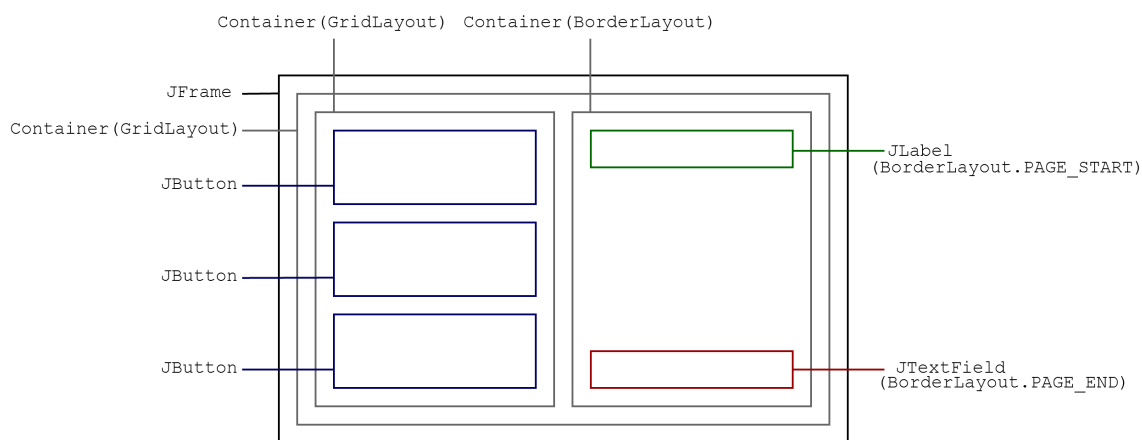 Container(GridLayout)
Container(BorderLayout)
JFrame
Container(GridLayout)
JButton
JButton
JButton
JLabel
(BorderLayout.PAGE_START)
JTextField
(BorderLayout.PAGE_END)